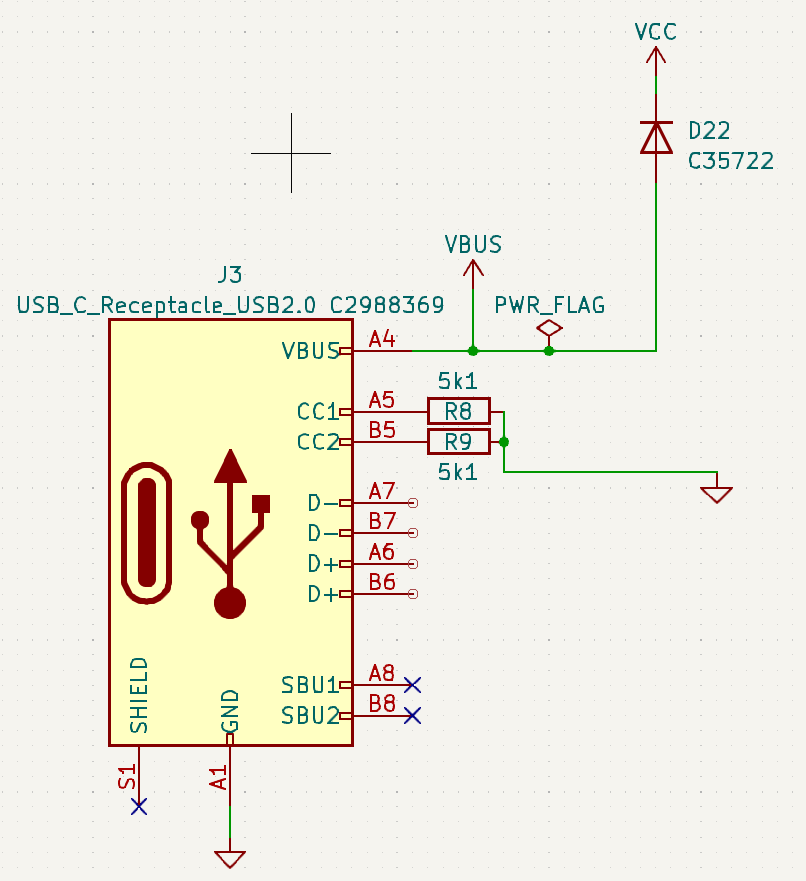 VCC
D22
C35722
VBUS
J3
USB_C_Receptacle_USB2.0 C2988369
PWR_FLAG
VBUS
A4
5k1
CC1
A5
R8
CC2
B5
R9
5k1
D-
A7
D-
B7
D+
A6
D+
B6
SBU1
A8
SBU2
B8
SHIELD
GND
S1
A1